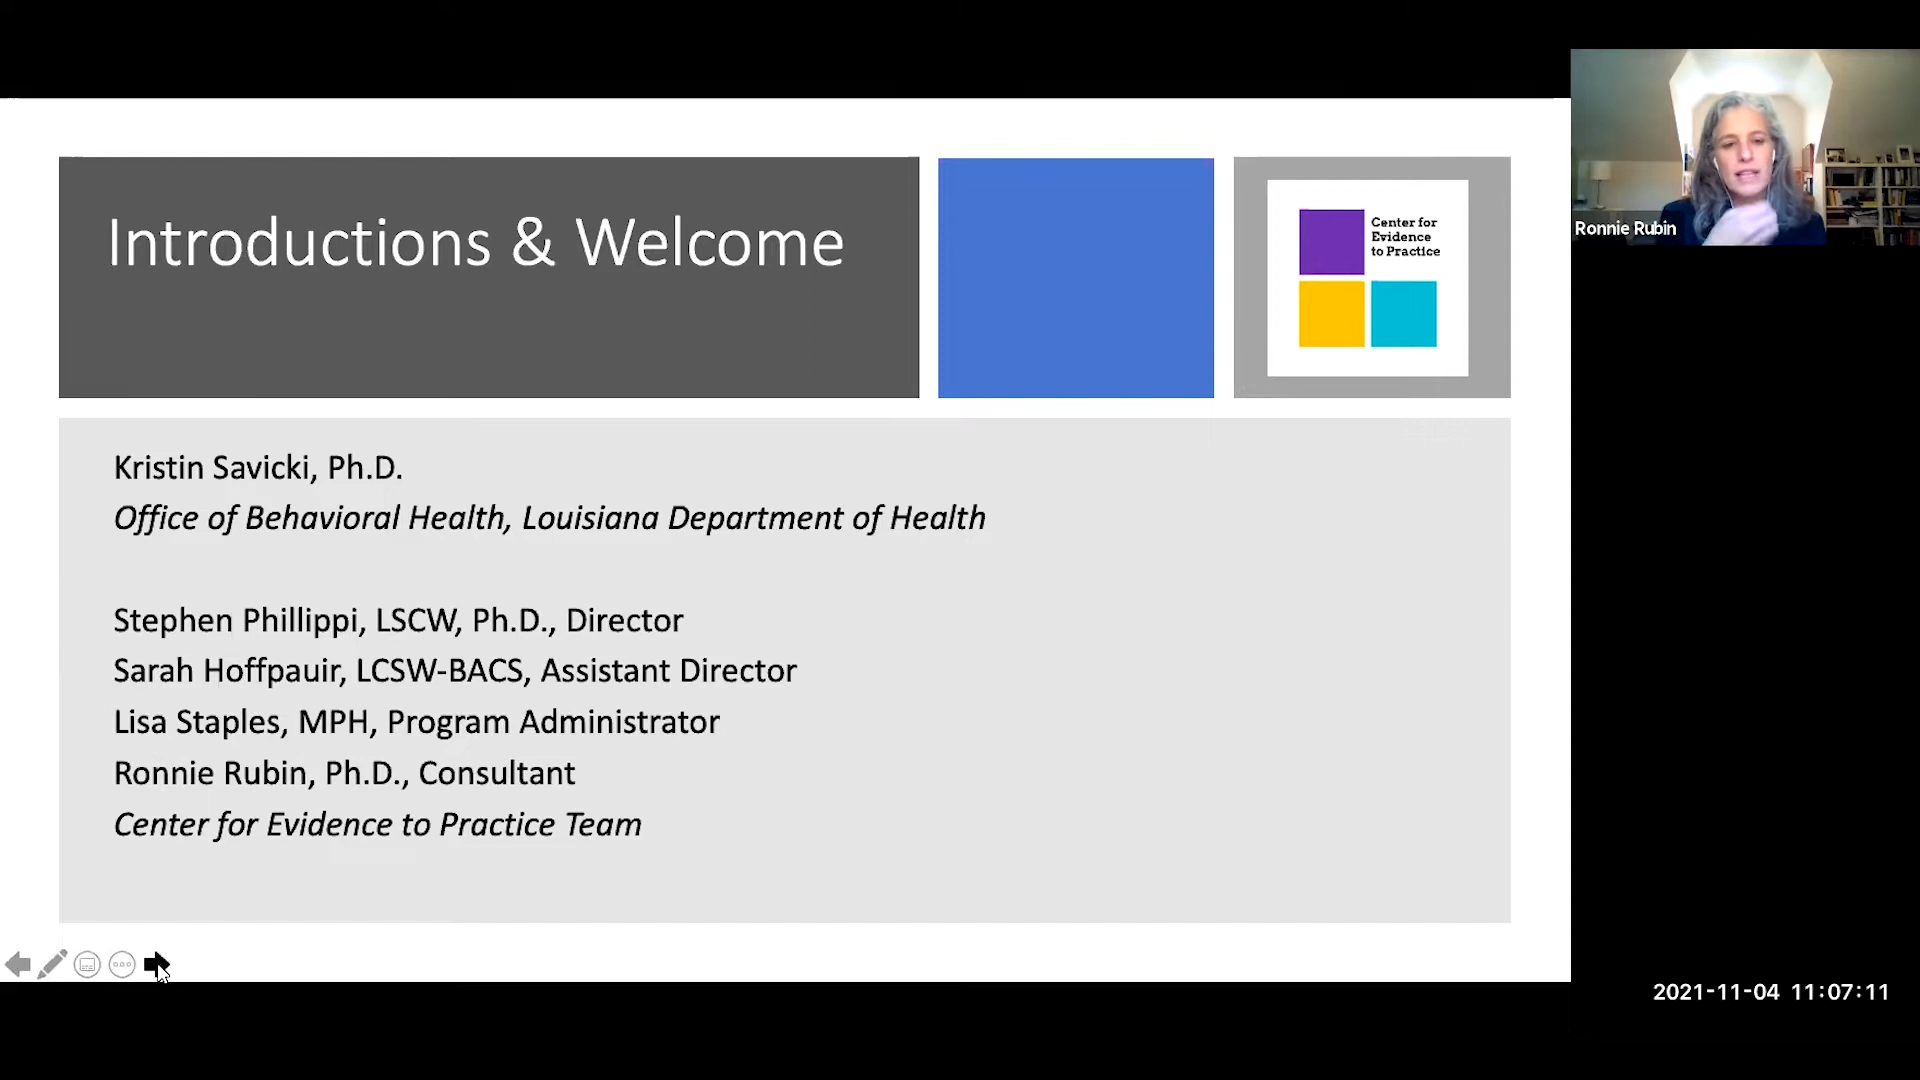 Introductions & Welcome
Center for
Evidence
to Practice
Ronnie Rubin
Kristin Savicki, Ph.D.
Office of Behavioral Health, Louisiana Department of Health
Stephen Phillippi, LSCW, Ph.D., Director
Sarah Hoffpauir, LCSW-BACS, Assistant Director
Lisa Staples, MPH, Program Administrator
Ronnie Rubin, Ph.D., Consultant
Center for Evidence to Practice Team
2021-11-04 11:07:11